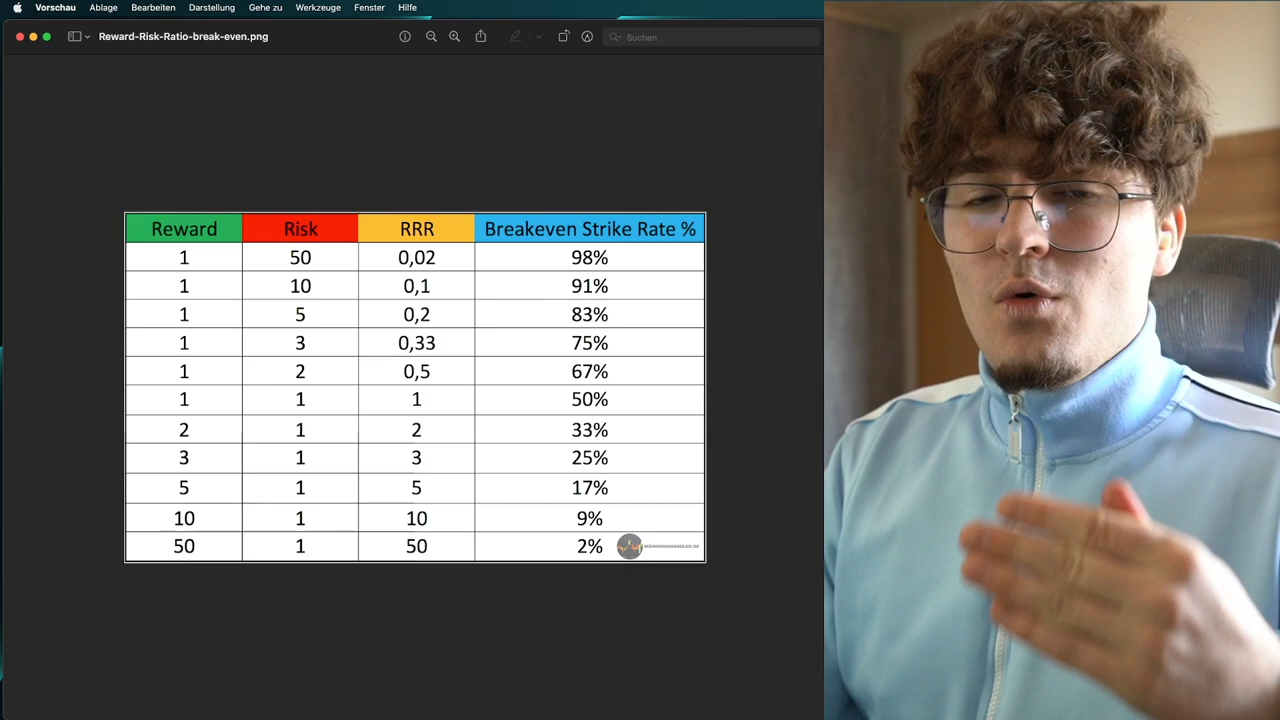 Vorschau Ablage Bearbeiten Darstellung Gehe zu Werkzeuge Fenster Hilfe
Reward-Risk-Ratio-break-even.png Suchen
Reward Risk RRR Breakeven Strike Rate %
1 50 0,02 98%
1 10 0,1 91%
1 5 0,2 83%
1 3 0,33 75%
1 2 0,5 67%
1 1 1 50%
2 1 2 33%
3 1 3 25%
5 1 5 17%
10 1 10 9%
50 1 50 2%